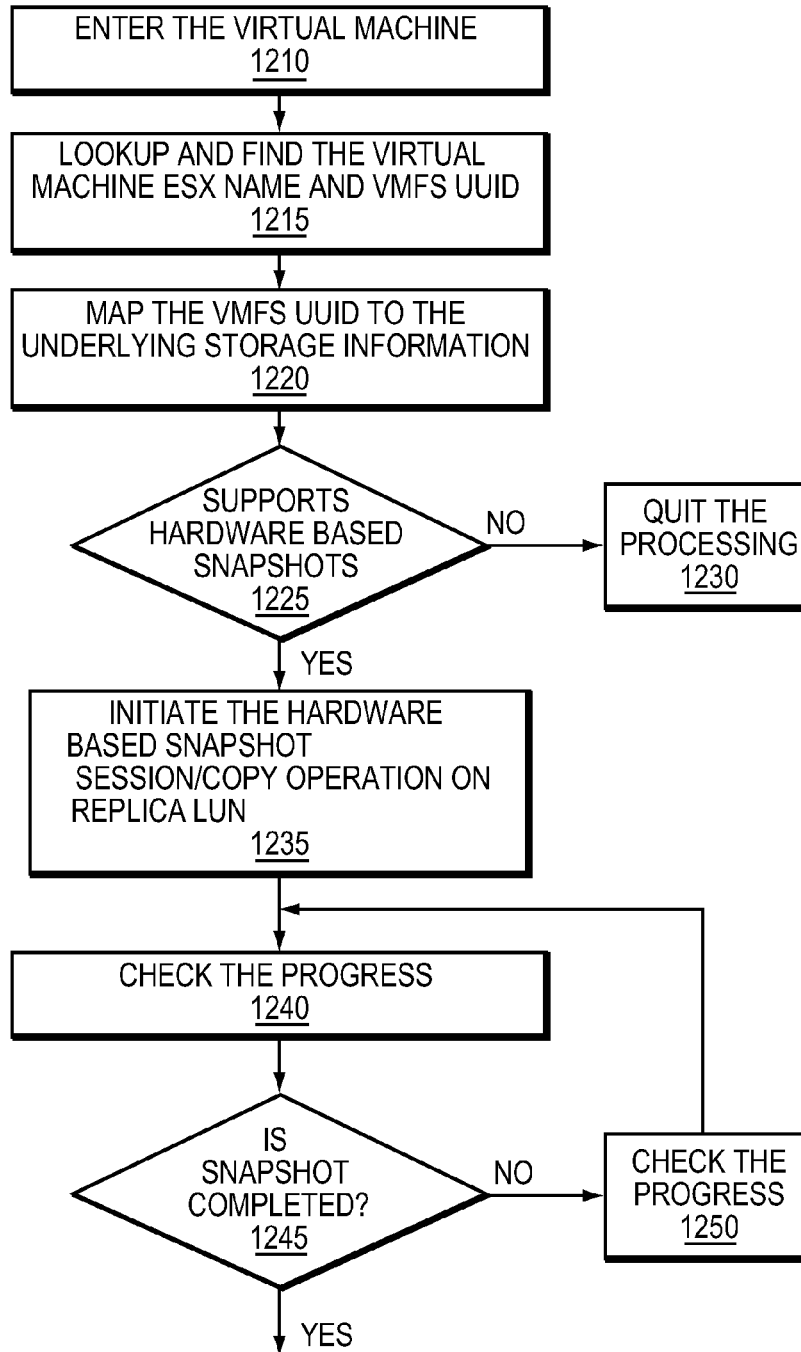 ENTER THE VIRTUAL MACHINE
1210
LOOKUP AND FIND THE VIRTUAL
MACHINE ESX NAME AND VMFS UUID
1215
MAP THE VMFS UUID TO THE
UNDERLYING STORAGE INFORMATION
1220
SUPPORTS
HARDWARE BASED
SNAPSHOTS
1225
NO
QUIT THE
PROCESSING
1230
YES
INITIATE THE HARDWARE
BASED SNAPSHOT
SESSION/COPY OPERATION ON
REPLICA LUN
1235
CHECK THE PROGRESS
1240
IS
SNAPSHOT
COMPLETED?
1245
NO
CHECK THE
PROGRESS
1250
YES